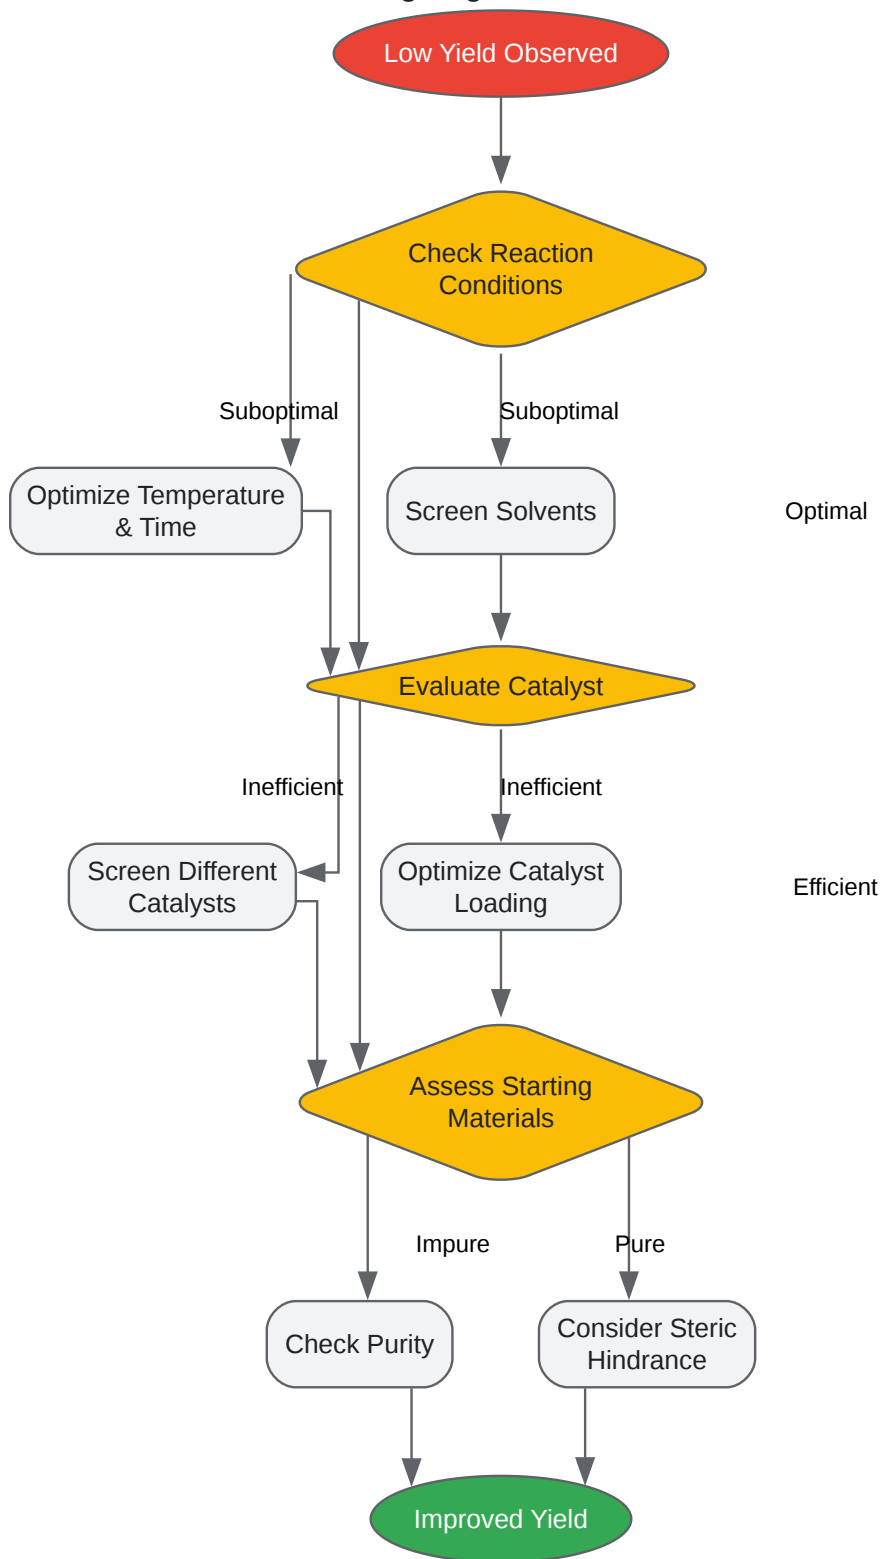 Low Yield Observed
Check Reaction
Conditions
Suboptimal
Suboptimal
Optimize Temperature
& Time
Screen Solvents
Optimal
Evaluate Catalyst
Inefficient
Inefficient
Screen Different
Catalysts
Optimize Catalyst
Loading
Efficient
Assess Starting
Materials
Impure
Pure
Check Purity
Consider Steric
Hindrance
Improved Yield